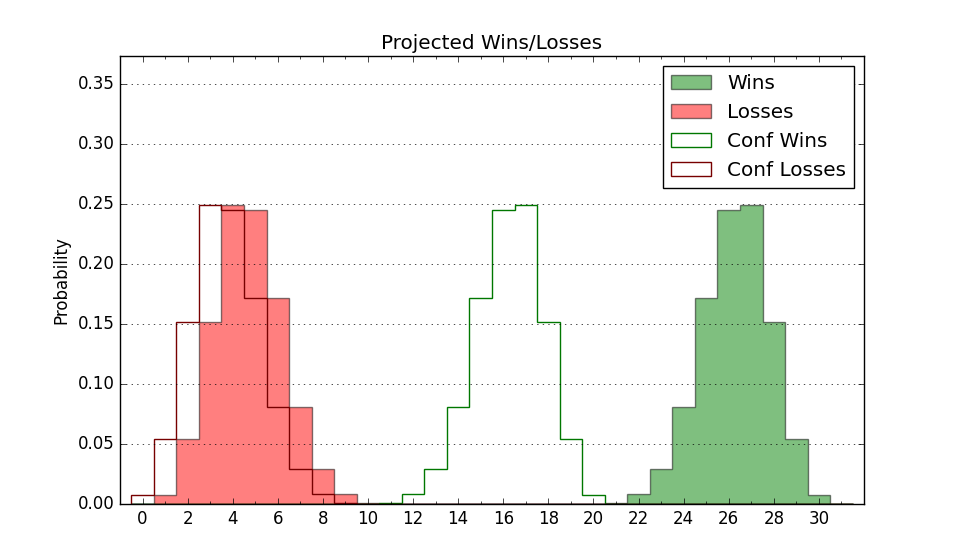 Projected Wins/Losses
Wins
Losses
Conf Wins
Conf Losses
Probability
0.35
0.30
0.25
0.20
0.15
0.10
0.05
0.00
0 2 4 6 8 10 12 14 16 18 20 22 24 26 28 30